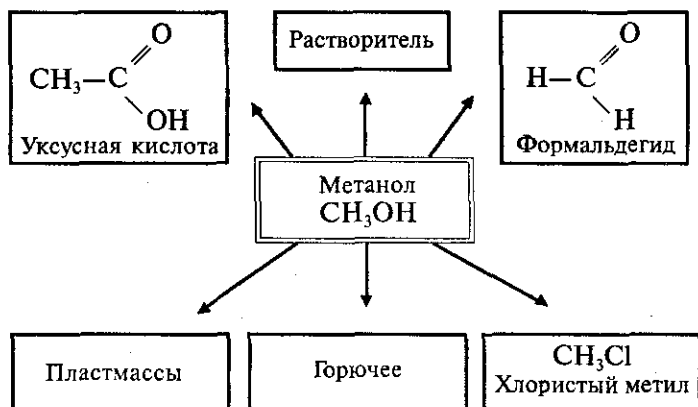 O
CH₃—C
OH
Уксусная кислота
Растворитель
O
H—C
H
Формальдегид
Метанол
CH₃OH
Пластмассы
Горючее
CH₃Cl
Хлористый метил